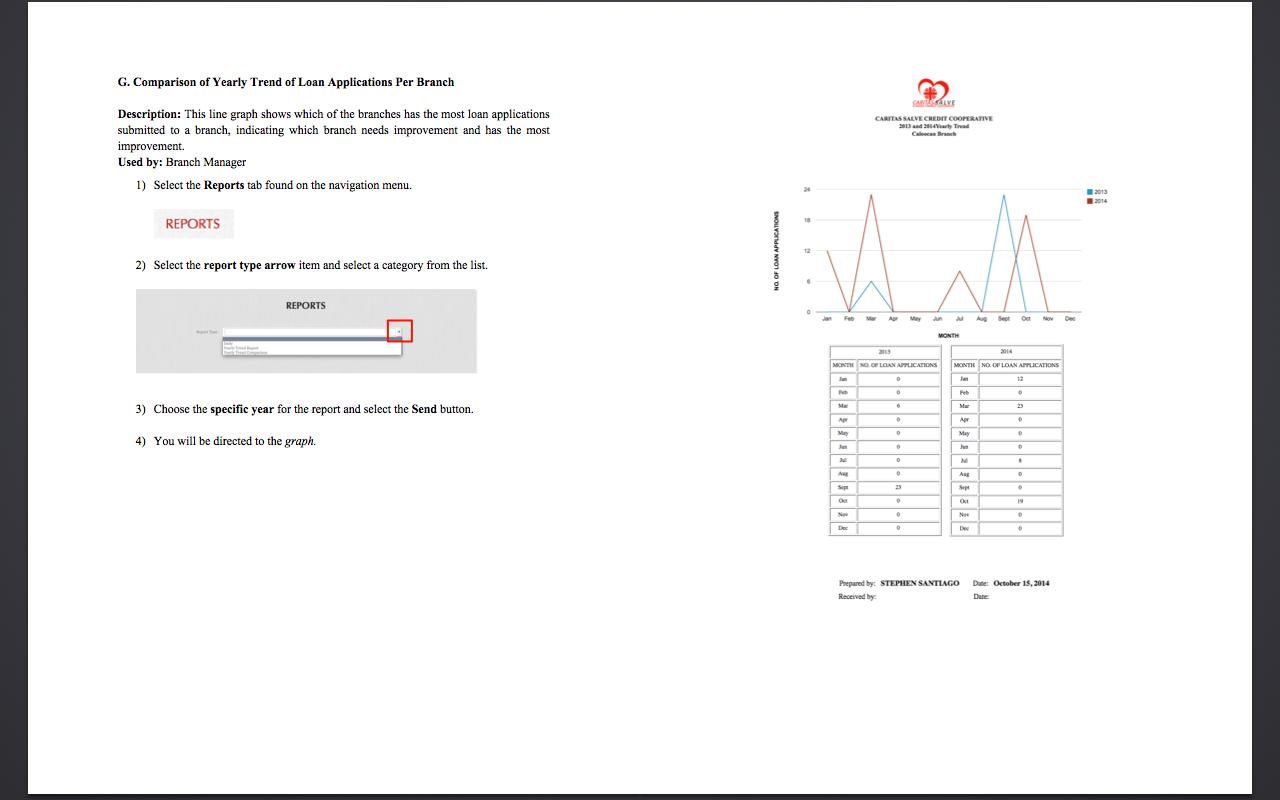 G. Comparison of Yearly Trend of Loan Applications Per Branch
Description: This line graph shows which of the branches has the most loan applications
submitted to a branch, indicating which branch needs improvement and has the most
improvement.
Used by: Branch Manager
1) Select the Reports tab found on the navigation menu.
REPORTS
2) Select the report type arrow item and select a category from the list.
REPORTS
Report Type:
Daily
Yearly Trend Report
Yearly Trend Comparison
3) Choose the specific year for the report and select the Send button.
4) You will be directed to the graph.
CARITAS SALVE
CARITAS SALVE CREDIT COOPERATIVE
2013 and 2014Yearly Trend
Caloocan Branch
NO. OF LOAN APPLICATIONS
24
18
12
6
0
2013
2014
Jan Feb Mar Apr May Jun Jul Aug Sept Oct Nov Dec
MONTH
2013 2014
MONTH NO. OF LOAN APPLICATIONS MONTH NO. OF LOAN APPLICATIONS
Jan 0 Jan 12
Feb 0 Feb 0
Mar 6 Mar 23
Apr 0 Apr 0
May 0 May 0
Jun 0 Jun 0
Jul 0 Jul 8
Aug 0 Aug 0
Sept 23 Sept 0
Oct 0 Oct 19
Nov 0 Nov 0
Dec 0 Dec 0
Prepared by: STEPHEN SANTIAGO Date: October 15, 2014
Received by: Date: